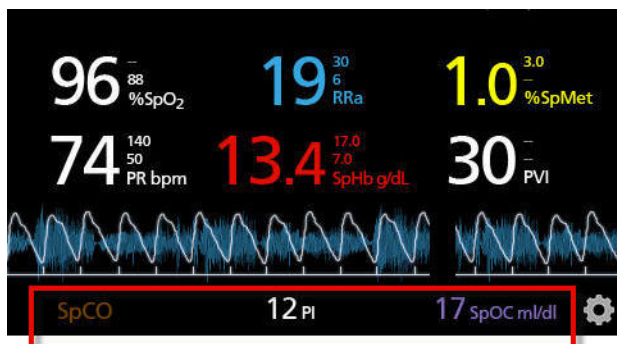 96 – 88 %SpO₂
19 30 6 RRa
1.0 3.0 – %SpMet
74 140 50 PR bpm
13.4 17.0 7.0 SpHb g/dL
30 – – PVI
SpCO
12 PI
17 SpOC ml/dl